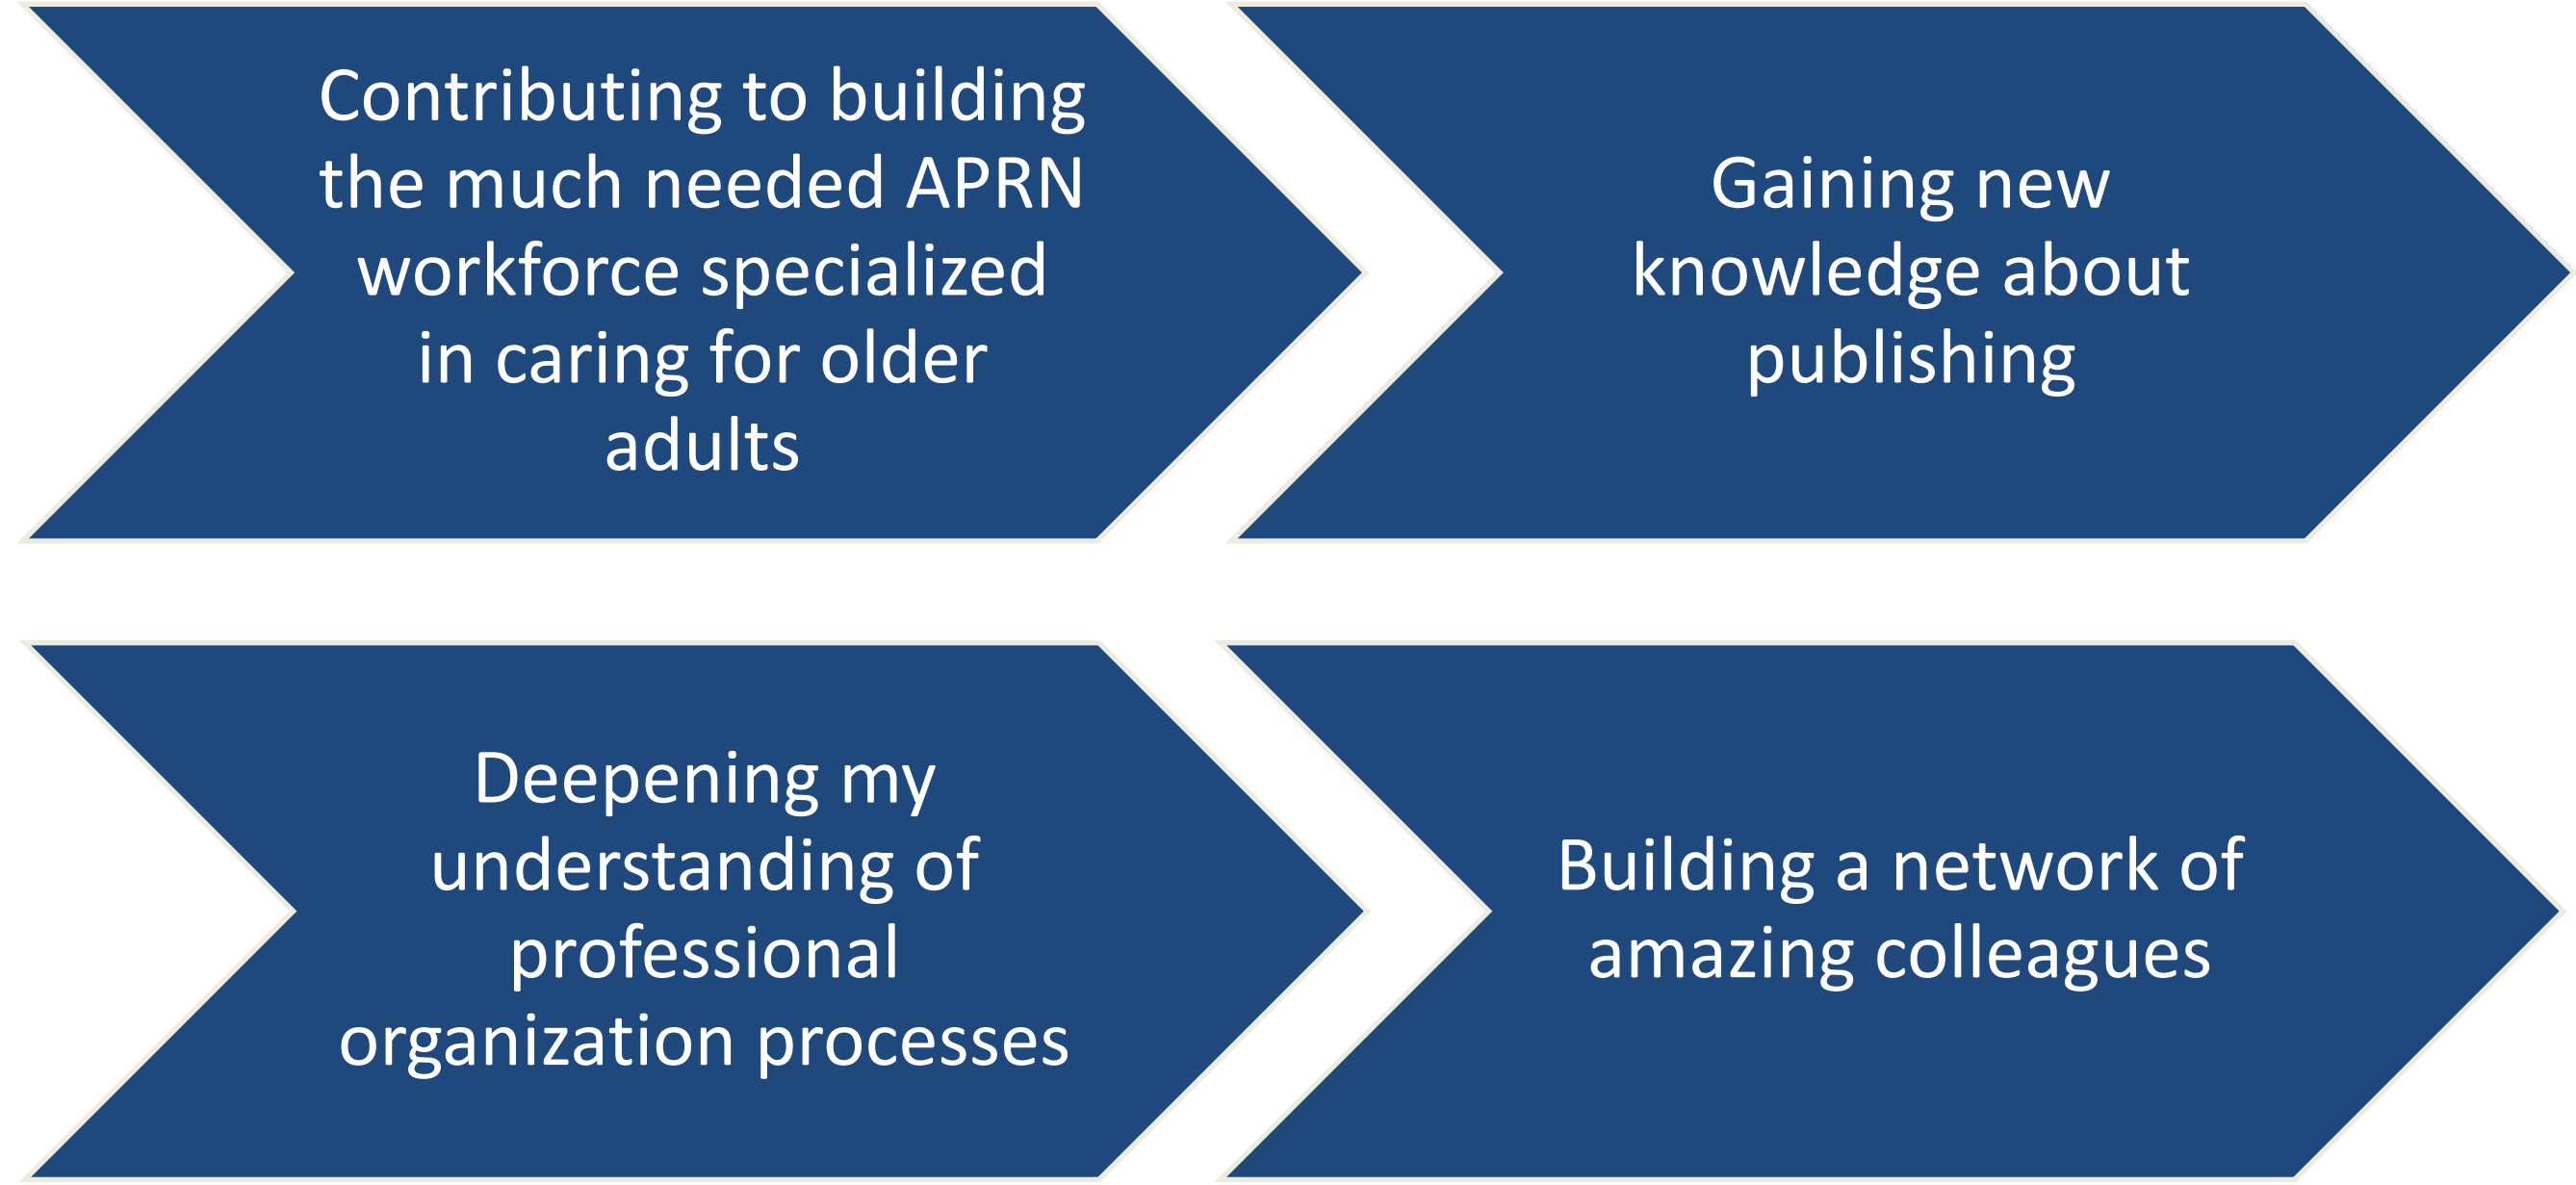 Contributing to building
the much needed APRN
workforce specialized
in caring for older
adults
Gaining new
knowledge about
publishing
Deepening my
understanding of
professional
organization processes
Building a network of
amazing colleagues